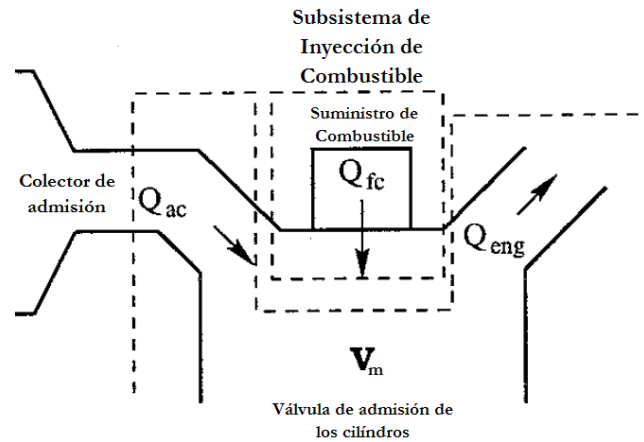 Subsistema de
Inyección de
Combustible
Suministro de
Combustible
Colector de
admisión
Q_ac
Q_fc
Q_eng
V_m
Válvula de admisión de
los cilíndros